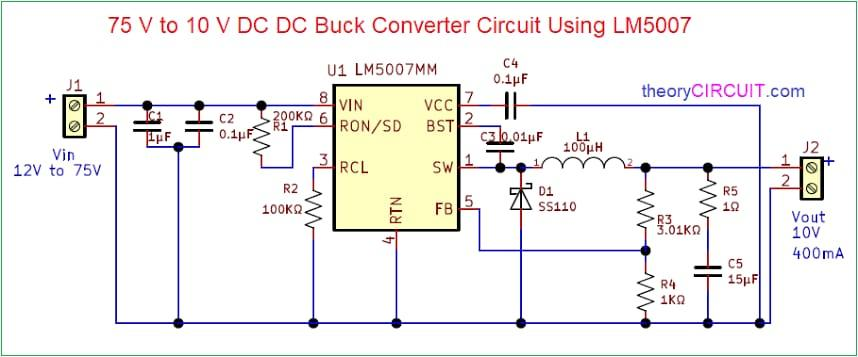 75 V to 10 V DC DC Buck Converter Circuit Using LM5007
theoryCIRCUIT.com
J1
+
1
2
Vin
12V to 75V
C1
1µF
C2
0.1µF
200KΩ
R1
R2
100KΩ
U1 LM5007MM
8 VIN
6 RON/SD
3 RCL
RTN
4
VCC 7
BST 2
SW 1
FB 5
C4
0.1µF
C3 0.01µF
L1
100µH
1
2
D1
SS110
R3
3.01KΩ
R4
1KΩ
R5
1Ω
C5
15µF
J2
+
1
2
Vout
10V
400mA